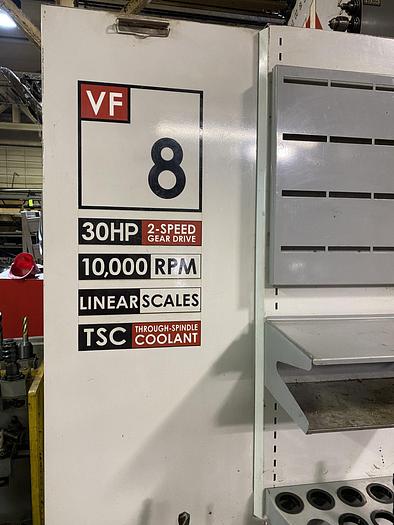 VF
8
30HP 2-SPEED GEAR DRIVE
10,000 RPM
LINEAR SCALES
TSC THROUGH-SPINDLE COOLANT